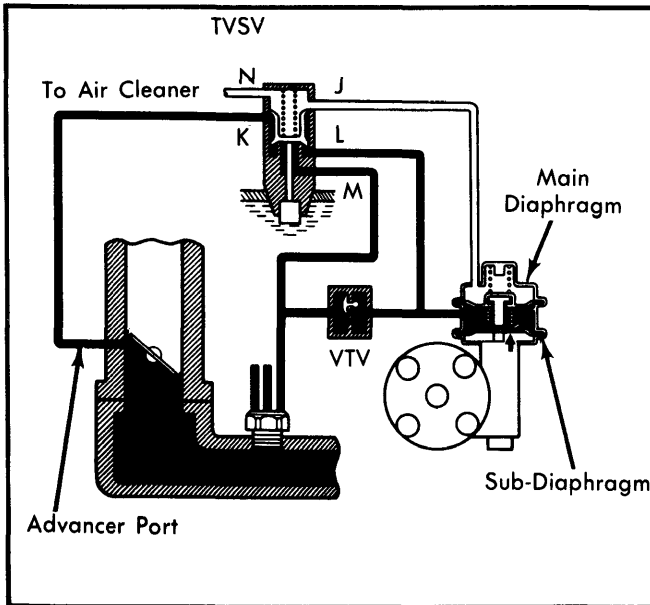 TVSV
N
J
To Air Cleaner
K
L
M
Main
Diaphragm
VTV
Sub-Diaphragm
Advancer Port